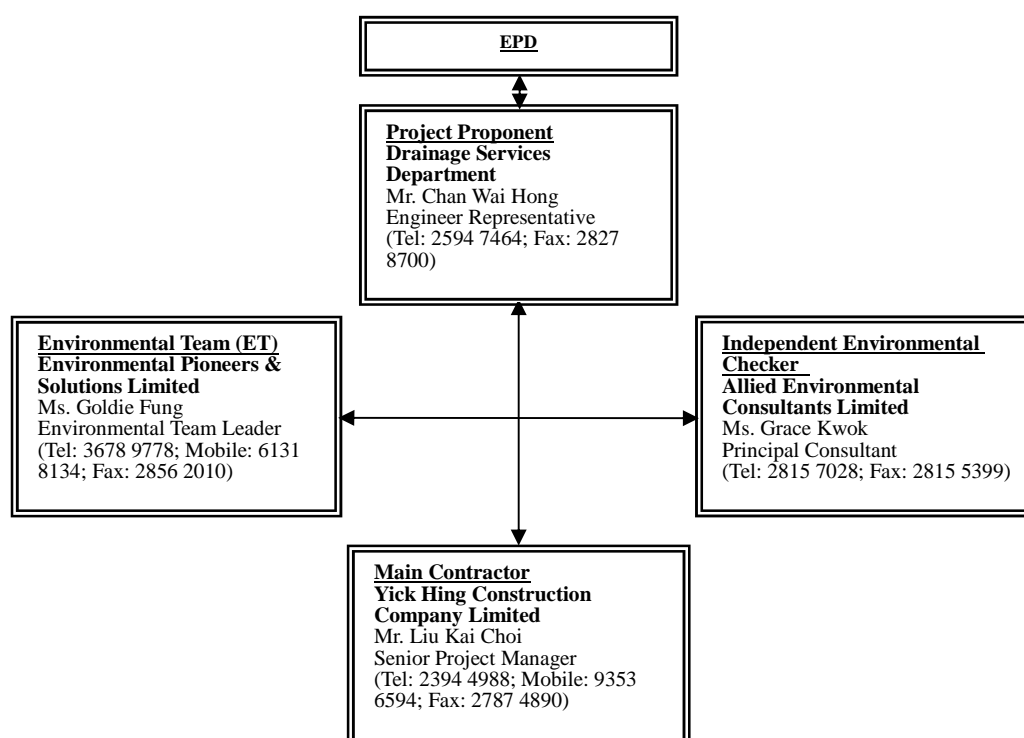 EPD
Project Proponent
Drainage Services
Department
Mr. Chan Wai Hong
Engineer Representative
(Tel: 2594 7464; Fax: 2827
8700)
Environmental Team (ET)
Environmental Pioneers &
Solutions Limited
Ms. Goldie Fung
Environmental Team Leader
(Tel: 3678 9778; Mobile: 6131
8134; Fax: 2856 2010)
Independent Environmental
Checker
Allied Environmental
Consultants Limited
Ms. Grace Kwok
Principal Consultant
(Tel: 2815 7028; Fax: 2815 5399)
Main Contractor
Yick Hing Construction
Company Limited
Mr. Liu Kai Choi
Senior Project Manager
(Tel: 2394 4988; Mobile: 9353
6594; Fax: 2787 4890)